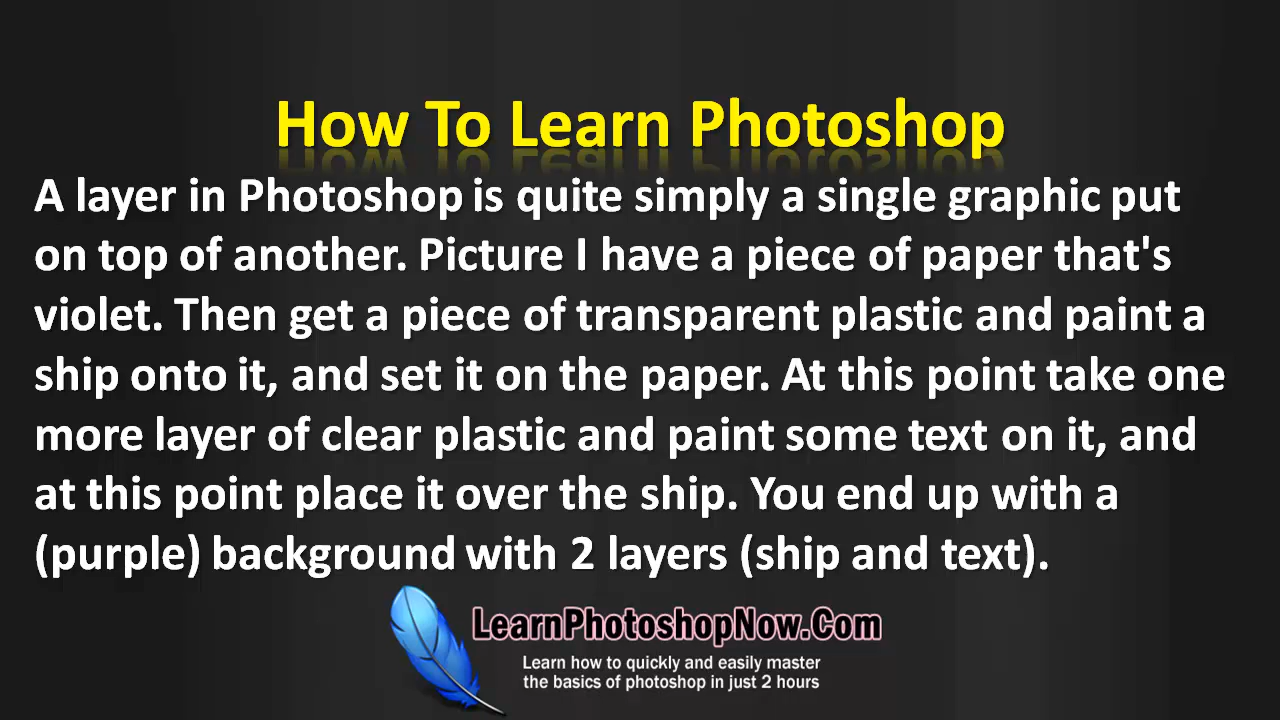 How To Learn Photoshop
A layer in Photoshop is quite simply a single graphic put
on top of another. Picture I have a piece of paper that's
violet. Then get a piece of transparent plastic and paint a
ship onto it, and set it on the paper. At this point take one
more layer of clear plastic and paint some text on it, and
at this point place it over the ship. You end up with a
(purple) background with 2 layers (ship and text).
LearnPhotoshopNow.Com
Learn how to quickly and easily master
the basics of photoshop in just 2 hours